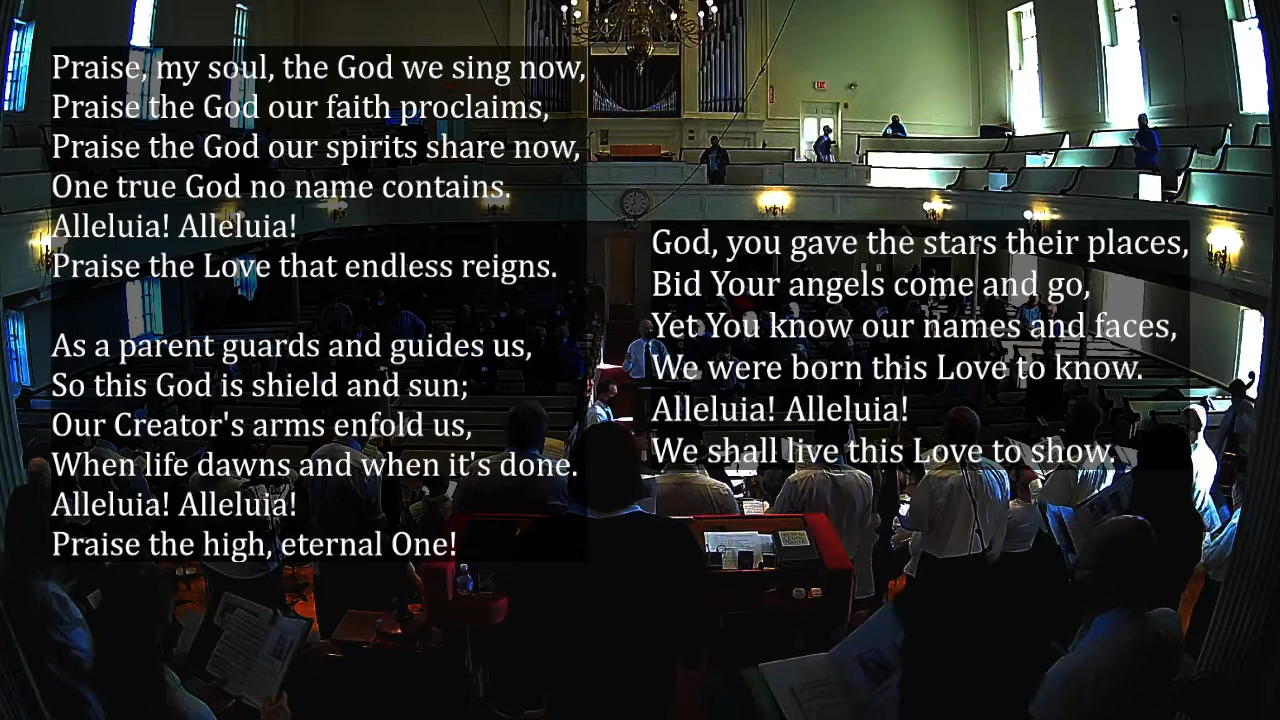 Praise, my soul, the God we sing now,
Praise the God our faith proclaims,
Praise the God our spirits share now,
One true God no name contains.
Alleluia! Alleluia!
Praise the Love that endless reigns.
As a parent guards and guides us,
So this God is shield and sun;
Our Creator's arms enfold us,
When life dawns and when it's done.
Alleluia! Alleluia!
Praise the high, eternal One!
God, you gave the stars their places,
Bid Your angels come and go,
Yet You know our names and faces,
We were born this Love to know.
Alleluia! Alleluia!
We shall live this Love to show.